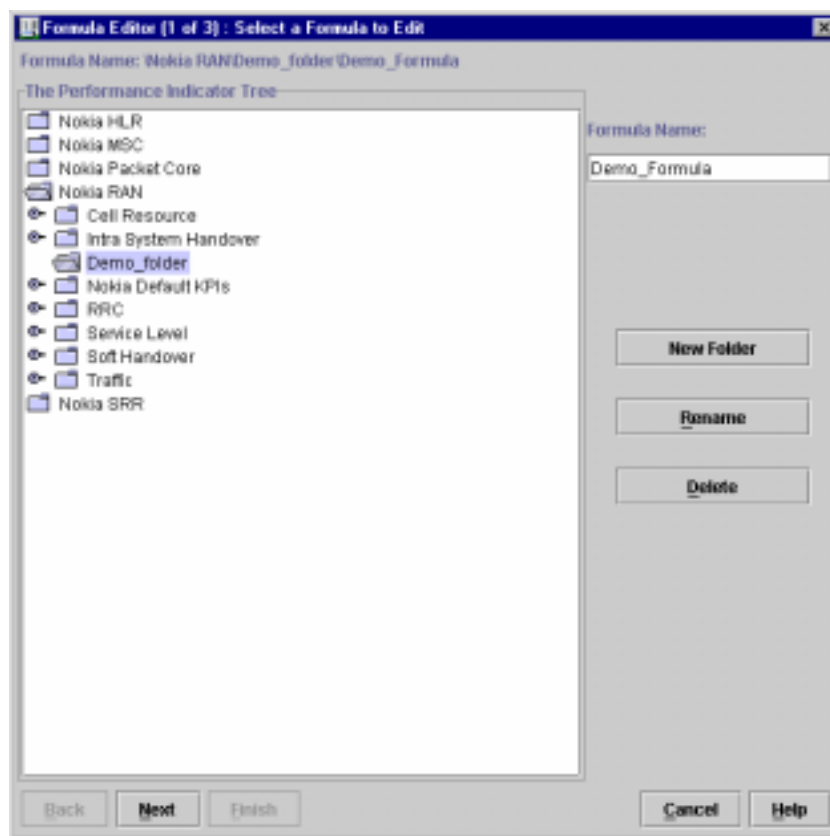 Formula Editor (1 of 3) : Select a Formula to Edit
Formula Name: \Nokia RAN\Demo_folder\Demo_Formula
The Performance Indicator Tree
Nokia HLR
Nokia MSC
Nokia Packet Core
Nokia RAN
Cell Resource
Intra System Handover
Demo_folder
Nokia Default KPIs
RRC
Service Level
Soft Handover
Traffic
Nokia SRR
Formula Name:
Demo_Formula
New Folder
Rename
Delete
Back Next Finish Cancel Help